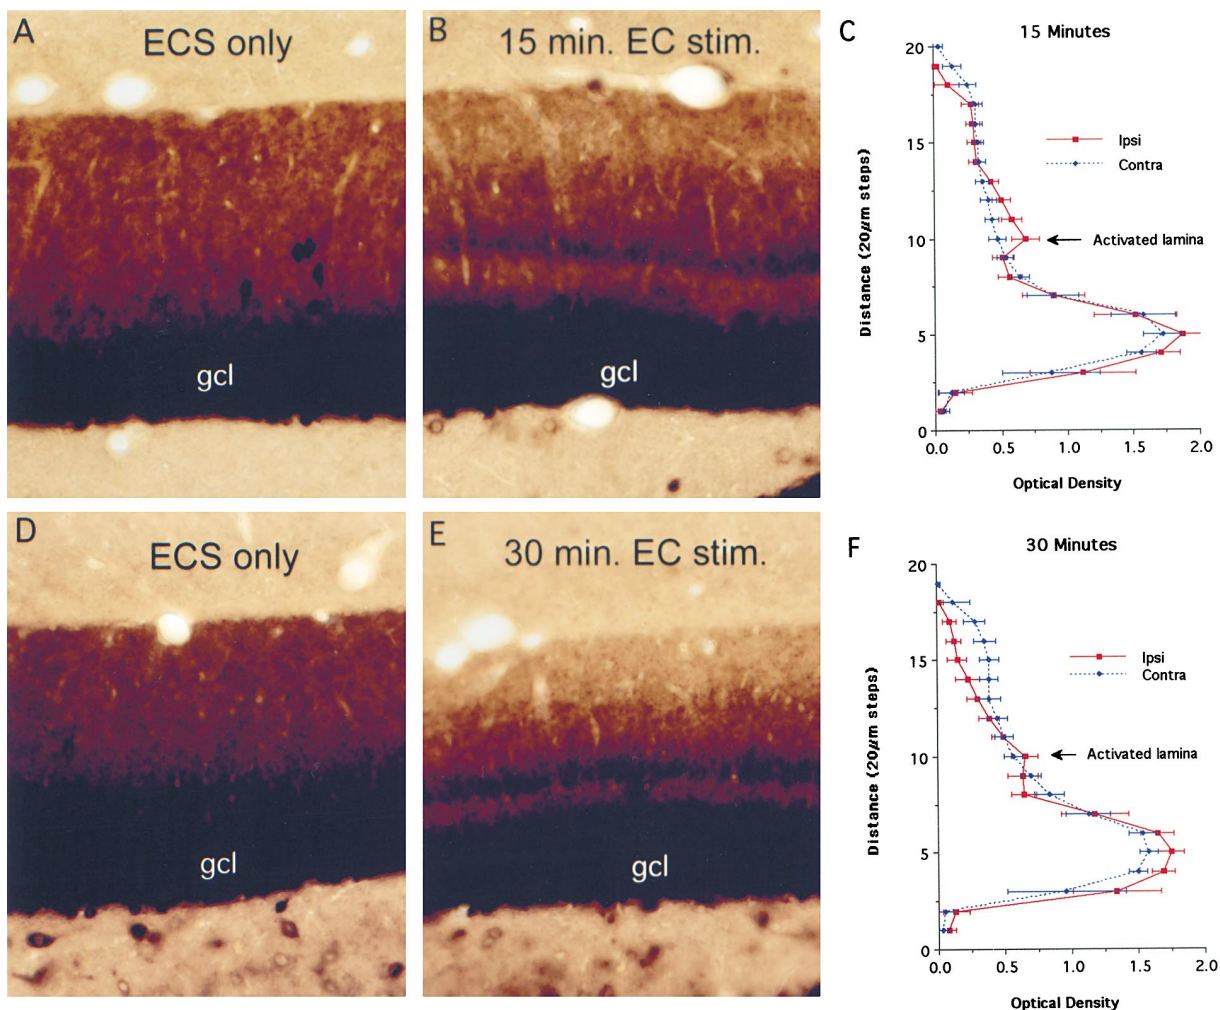 A
ECS only
gcl
B
15 min. EC stim.
gcl
C
15 Minutes
20
15
10
5
0
0.0 0.5 1.0 1.5 2.0
Distance (20µm steps)
Optical Density
Ipsi
Contra
Activated lamina
D
ECS only
gcl
E
30 min. EC stim.
gcl
F
30 Minutes
20
15
10
5
0
0.0 0.5 1.0 1.5 2.0
Distance (20µm steps)
Optical Density
Ipsi
Contra
Activated lamina